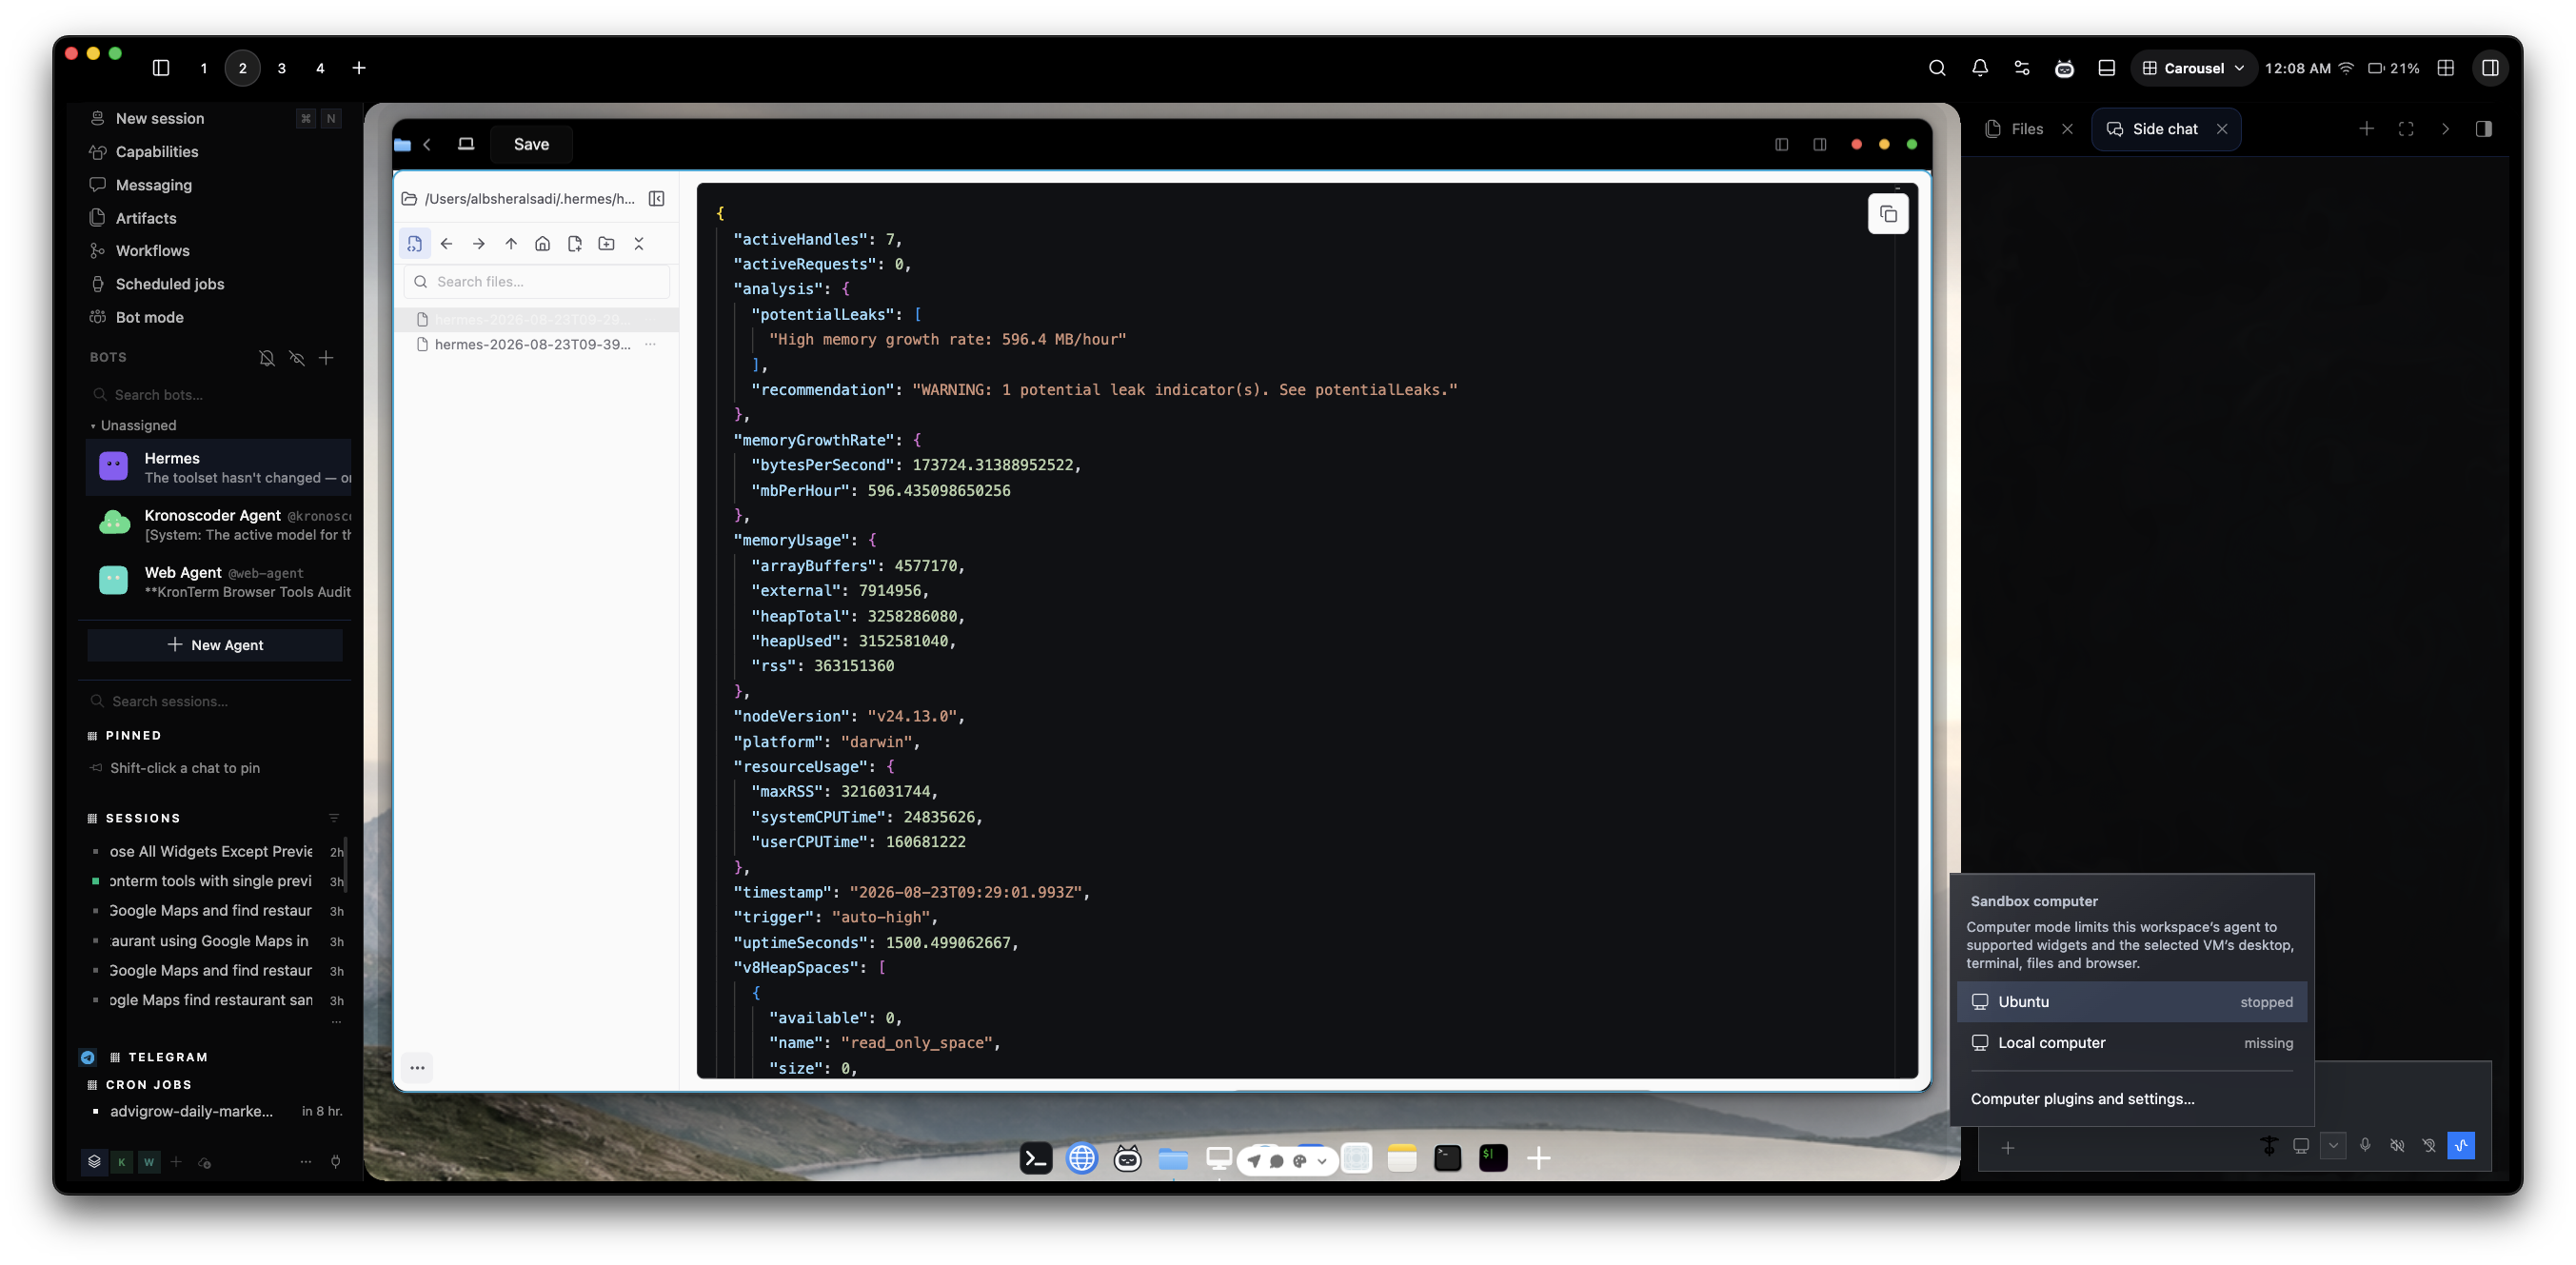 1 2 3 4
Carousel
12:08 AM
21%
New session ⌘ N
Capabilities
Messaging
Artifacts
Workflows
Scheduled jobs
Bot mode
BOTS
Search bots...
Unassigned
Hermes
The toolset hasn't changed — or
Kronoscoder Agent @kronosc
[System: The active model for th
Web Agent @web-agent
**KronTerm Browser Tools Audit
New Agent
Search sessions...
PINNED
Shift-click a chat to pin
SESSIONS
ose All Widgets Except Previe 2h
onterm tools with single previ 3h
Google Maps and find restaur 3h
taurant using Google Maps in 3h
Google Maps and find restaur 3h
ogle Maps find restaurant san 3h
...
TELEGRAM
CRON JOBS
advigrow-daily-marke... in 8 hr.
K W
Save
/Users/albsheralsadi/.hermes/h...
Search files...
hermes-2026-08-23T09-29...
hermes-2026-08-23T09-39...
{
"activeHandles": 7,
"activeRequests": 0,
"analysis": {
"potentialLeaks": [
"High memory growth rate: 596.4 MB/hour"
],
"recommendation": "WARNING: 1 potential leak indicator(s). See potentialLeaks."
},
"memoryGrowthRate": {
"bytesPerSecond": 173724.31388952522,
"mbPerHour": 596.435098650256
},
"memoryUsage": {
"arrayBuffers": 4577170,
"external": 7914956,
"heapTotal": 3258286080,
"heapUsed": 3152581040,
"rss": 363151360
},
"nodeVersion": "v24.13.0",
"platform": "darwin",
"resourceUsage": {
"maxRSS": 3216031744,
"systemCPUTime": 24835626,
"userCPUTime": 160681222
},
"timestamp": "2026-08-23T09:29:01.993Z",
"trigger": "auto-high",
"uptimeSeconds": 1500.499062667,
"v8HeapSpaces": [
{
"available": 0,
"name": "read_only_space",
"size": 0,
Files
Side chat
Sandbox computer
Computer mode limits this workspace's agent to
supported widgets and the selected VM's desktop,
terminal, files and browser.
Ubuntu stopped
Local computer missing
Computer plugins and settings...